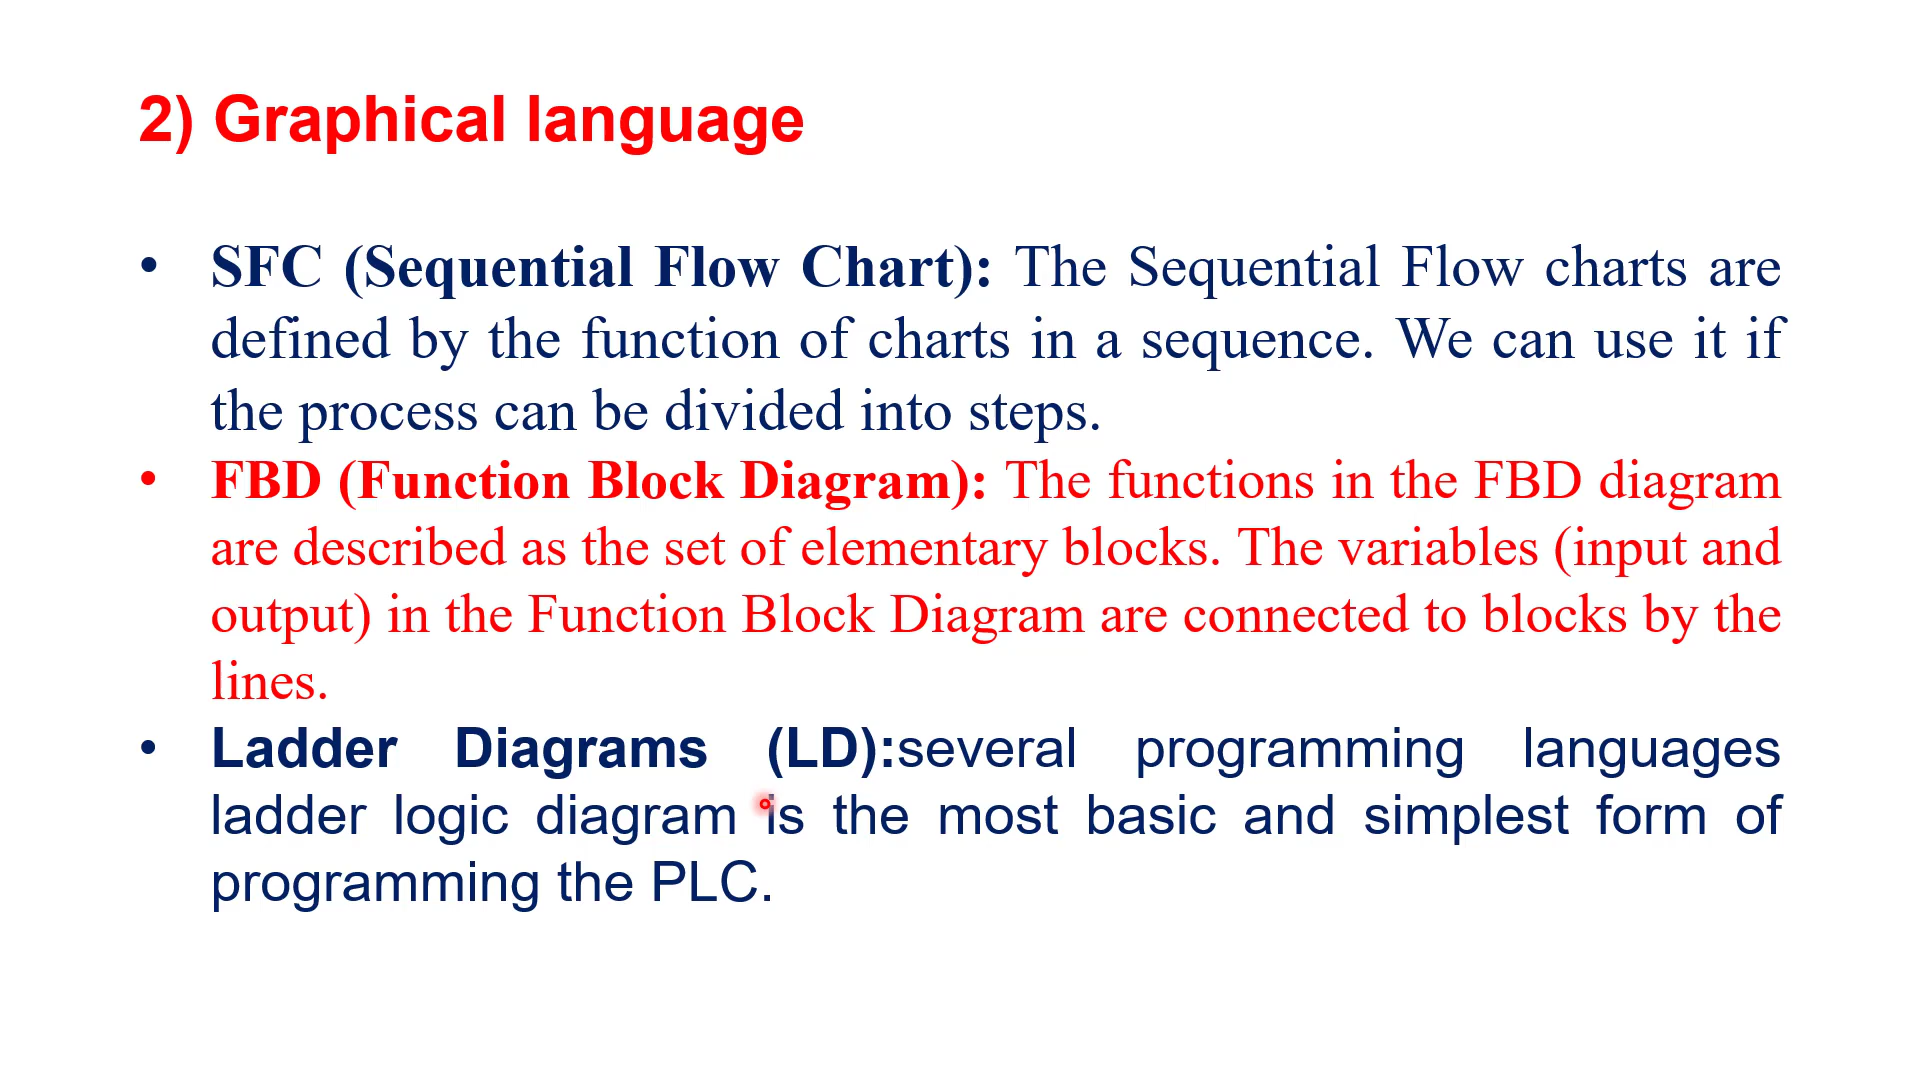 2) Graphical language
• SFC (Sequential Flow Chart): The Sequential Flow charts are
defined by the function of charts in a sequence. We can use it if
the process can be divided into steps.
• FBD (Function Block Diagram): The functions in the FBD diagram
are described as the set of elementary blocks. The variables (input and
output) in the Function Block Diagram are connected to blocks by the
lines.
• Ladder Diagrams (LD):several programming languages
ladder logic diagram is the most basic and simplest form of
programming the PLC.